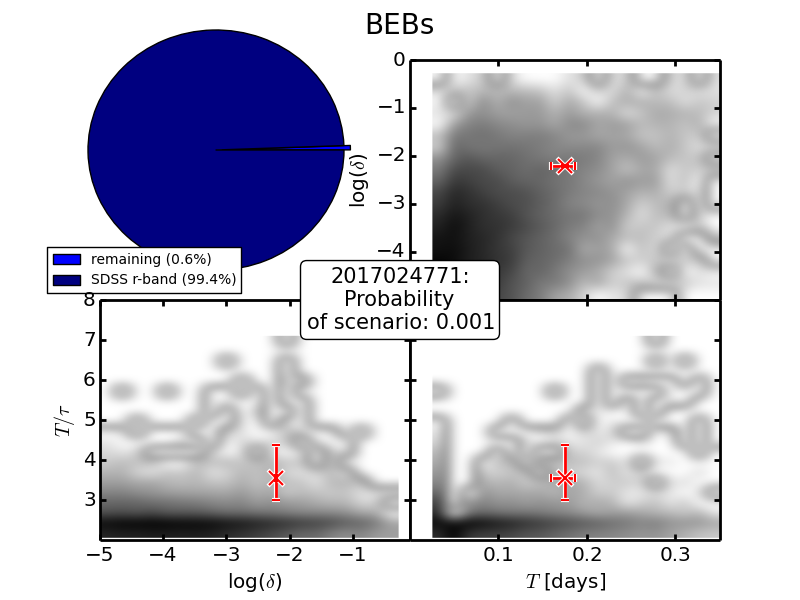 BEBs
remaining (0.6%)
SDSS r-band (99.4%)
0
−1
−2
−3
−4
log(δ)
2017024771:
Probability
of scenario: 0.001
8
7
6
5
4
3
T/τ
−5 −4 −3 −2 −1
log(δ)
0.1 0.2 0.3
T [days]